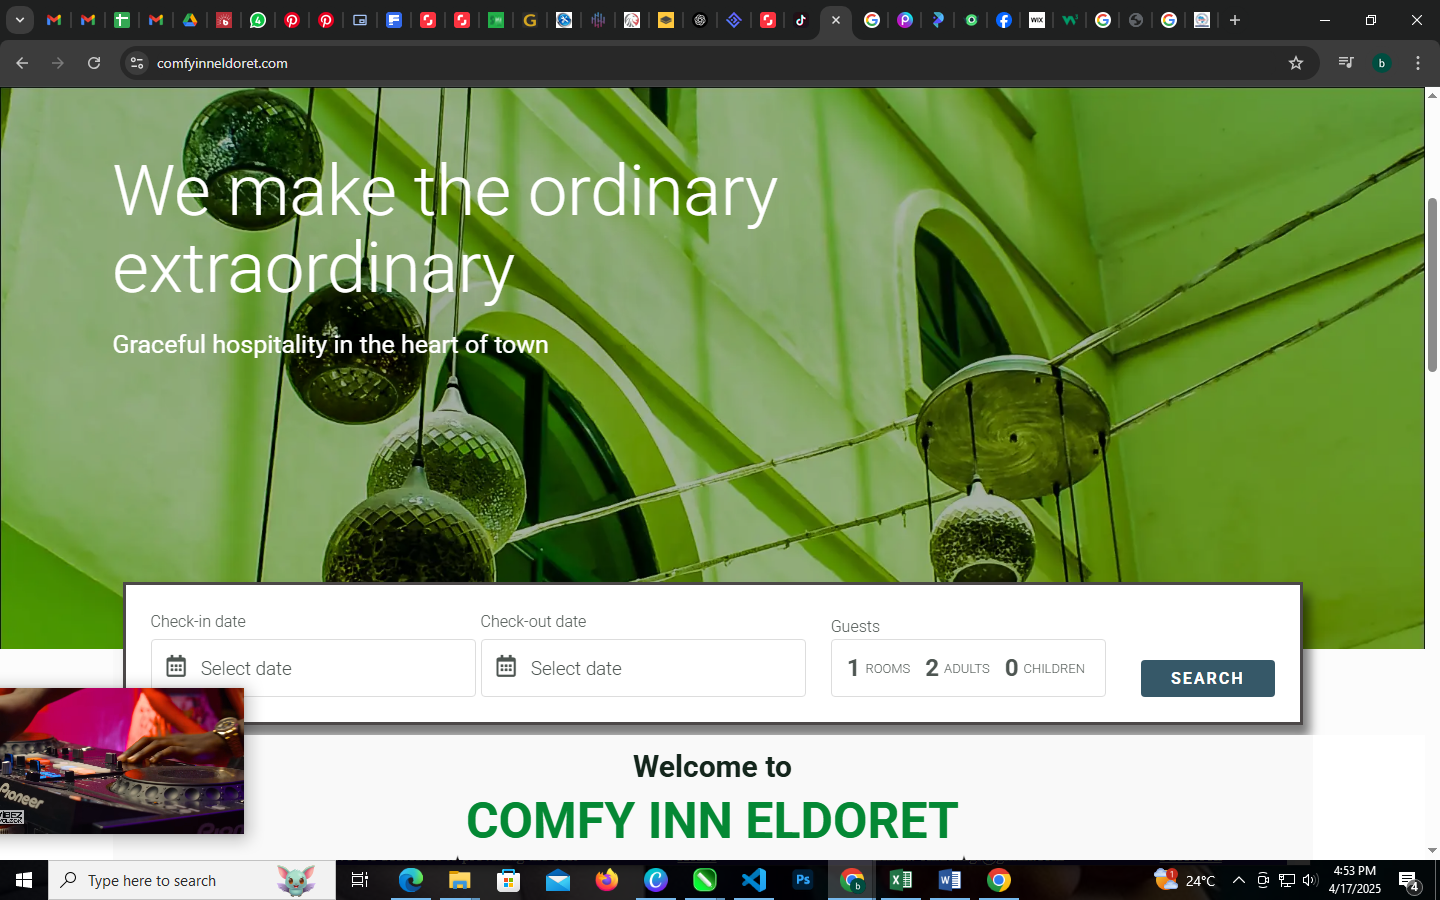 comfyinneldoret.com
b
We make the ordinary
extraordinary
Graceful hospitality in the heart of town
Check-in date
Check-out date
Guests
Select date
Select date
1 ROOMS 2 ADULTS 0 CHILDREN
SEARCH
Welcome to
COMFY INN ELDORET
Pioneer
Type here to search
24°C
4:53 PM
4/17/2025
4